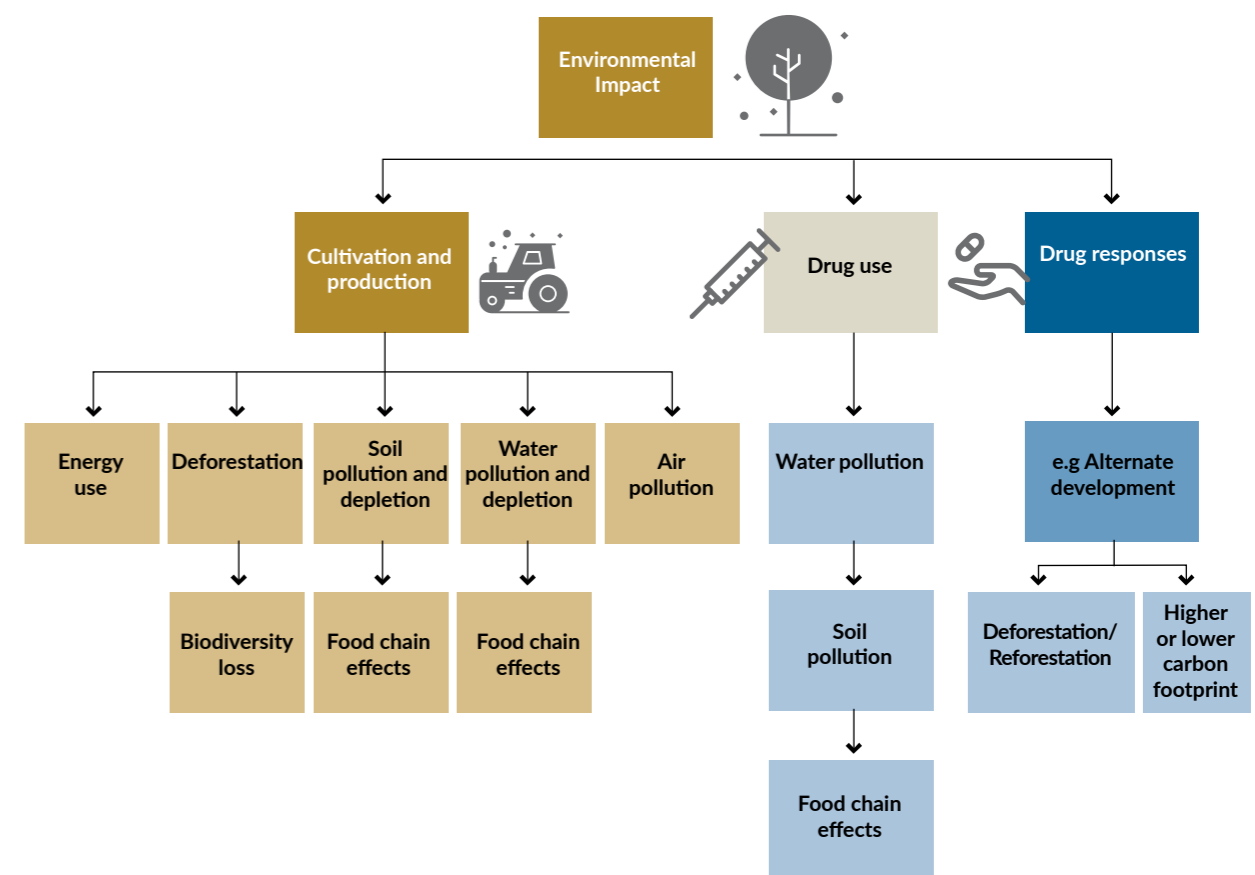 Environmental
Impact
Cultivation and
production
Drug use
Drug responses
Energy
use
Deforestation
Soil
pollution and
depletion
Water
pollution and
depletion
Air
pollution
Water pollution
e.g Alternate
development
Biodiversity
loss
Food chain
effects
Food chain
effects
Soil
pollution
Deforestation/
Reforestation
Higher
or lower
carbon
footprint
Food chain
effects